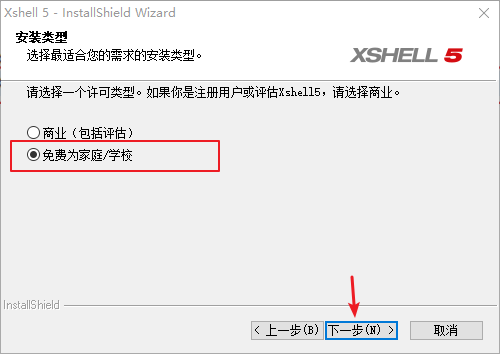 Xshell 5 - InstallShield Wizard
安装类型
选择最适合您的需求的安装类型。
XSHELL 5
请选择一个许可类型。如果你是注册用户或评估Xshell5，请选择商业。
商业（包括评估）
免费为家庭/学校
InstallShield
< 上一步(B)
下一步(N) >
取消